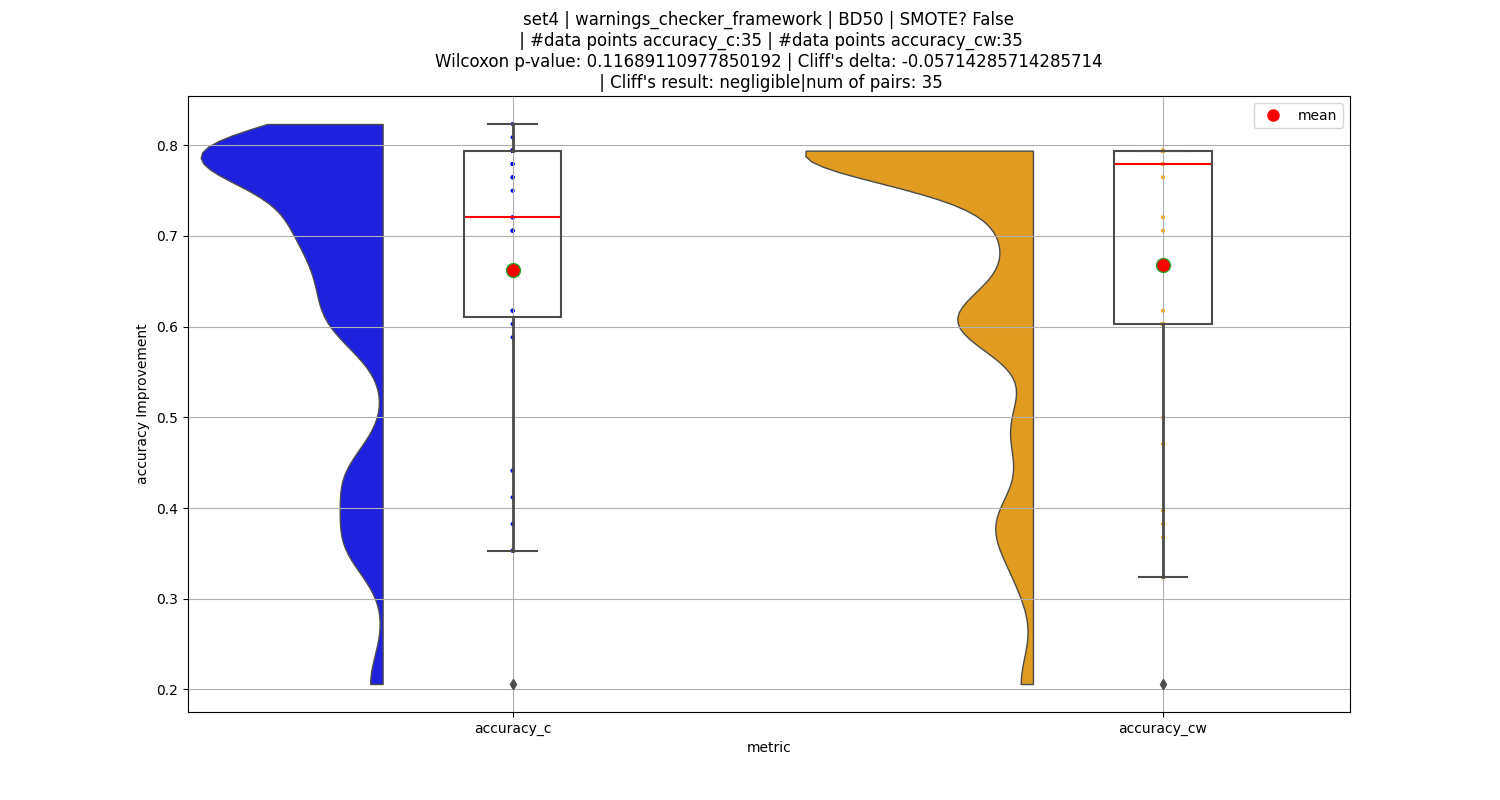 set4 | warnings_checker_framework | BD50 | SMOTE? False
| #data points accuracy_c:35 | #data points accuracy_cw:35
Wilcoxon p-value: 0.11689110977850192 | Cliff's delta: -0.05714285714285714
| Cliff's result: negligible|num of pairs: 35
mean
0.8
0.7
0.6
0.5
0.4
0.3
0.2
accuracy Improvement
accuracy_c
accuracy_cw
metric